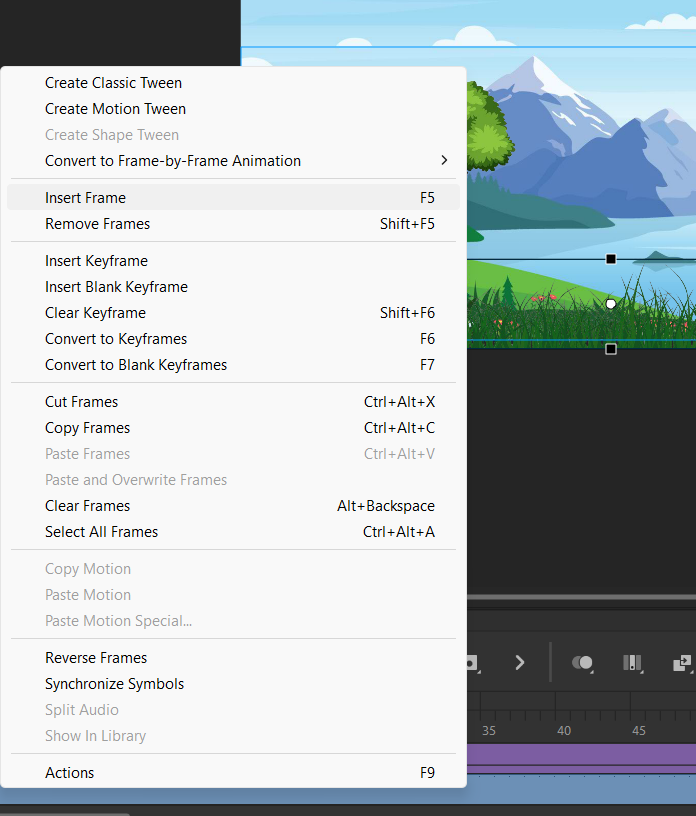 Create Classic Tween
Create Motion Tween
Create Shape Tween
Convert to Frame-by-Frame Animation
Insert Frame F5
Remove Frames Shift+F5
Insert Keyframe
Insert Blank Keyframe
Clear Keyframe Shift+F6
Convert to Keyframes F6
Convert to Blank Keyframes F7
Cut Frames Ctrl+Alt+X
Copy Frames Ctrl+Alt+C
Paste Frames Ctrl+Alt+V
Paste and Overwrite Frames
Clear Frames Alt+Backspace
Select All Frames Ctrl+Alt+A
Copy Motion
Paste Motion
Paste Motion Special...
Reverse Frames
Synchronize Symbols
Split Audio
Show In Library
Actions F9
35 40 45